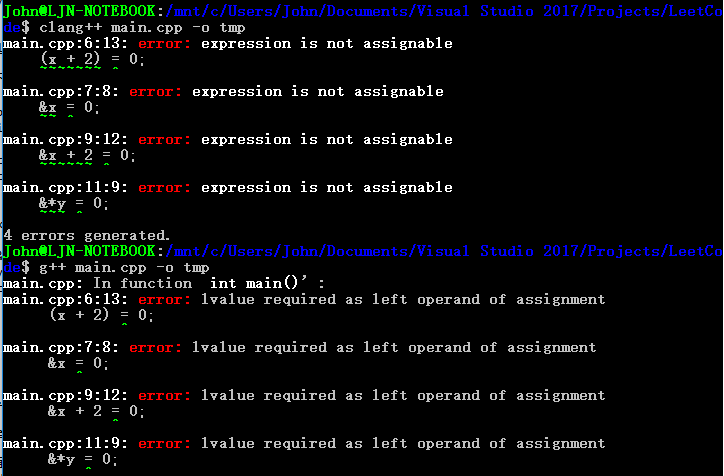 John@LJN-NOTEBOOK:/mnt/c/Users/John/Documents/Visual Studio 2017/Projects/LeetCo
de$ clang++ main.cpp -o tmp
main.cpp:6:13: error: expression is not assignable
    (x + 2) = 0;
    ~~~~~~~ ^
main.cpp:7:8: error: expression is not assignable
    &x = 0;
    ~~ ^
main.cpp:9:12: error: expression is not assignable
    &x + 2 = 0;
    ~~~~~~ ^
main.cpp:11:9: error: expression is not assignable
    &*y = 0;
    ~~~ ^
4 errors generated.
John@LJN-NOTEBOOK:/mnt/c/Users/John/Documents/Visual Studio 2017/Projects/LeetCo
de$ g++ main.cpp -o tmp
main.cpp: In function ‘int main()’:
main.cpp:6:13: error: lvalue required as left operand of assignment
     (x + 2) = 0;
             ^
main.cpp:7:8: error: lvalue required as left operand of assignment
     &x = 0;
        ^
main.cpp:9:12: error: lvalue required as left operand of assignment
     &x + 2 = 0;
            ^
main.cpp:11:9: error: lvalue required as left operand of assignment
     &*y = 0;
         ^